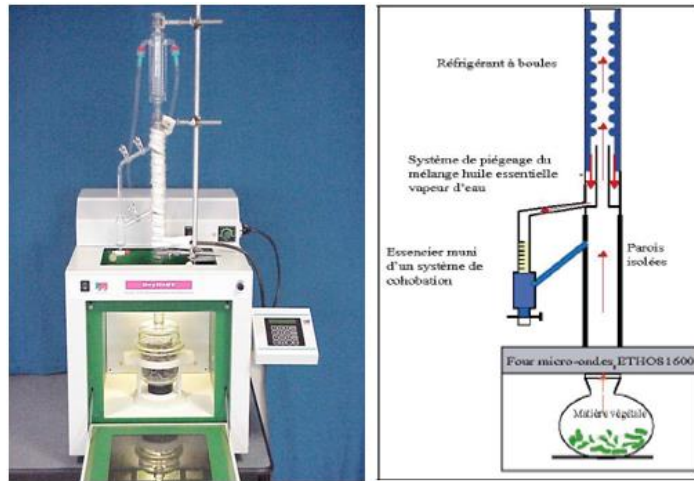 Réfrigérant à boules
Système de piégeage du
mélange huile essentielle
vapeur d'eau
Essencier muni
d'un système de
cohobation
Parois
isolées
Four micro-ondes ETHOS1600
Matière végétale